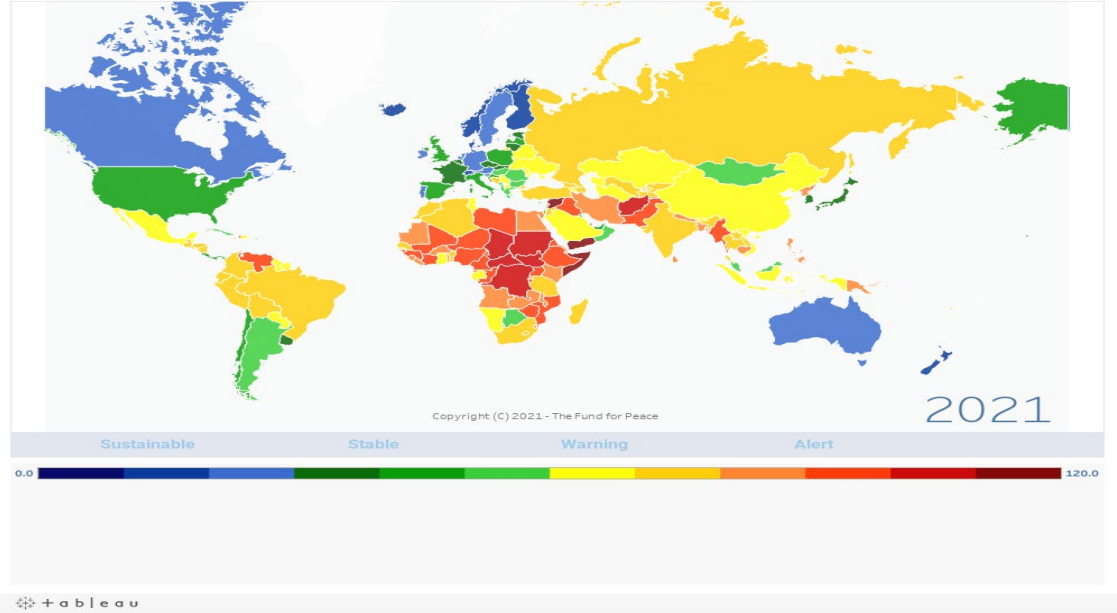 Copyright (C) 2021 - The Fund for Peace
2021
Sustainable Stable Warning Alert
0.0 120.0
+ a b l e a u